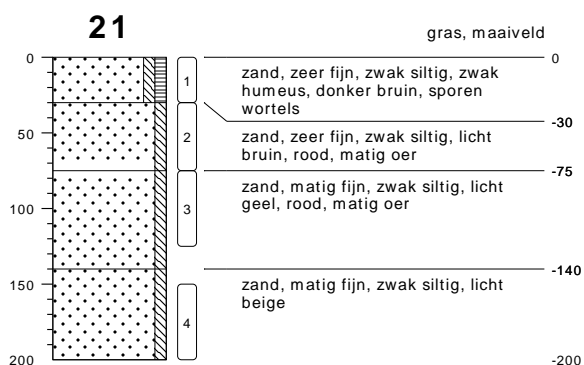 21
gras, maaiveld
0
0
zand, zeer fijn, zwak siltig, zwak
humeus, donker bruin, sporen
wortels
1
-30
50
2
zand, zeer fijn, zwak siltig, licht
bruin, rood, matig oer
-75
zand, matig fijn, zwak siltig, licht
geel, rood, matig oer
100
3
-140
150
zand, matig fijn, zwak siltig, licht
beige
4
200
-200